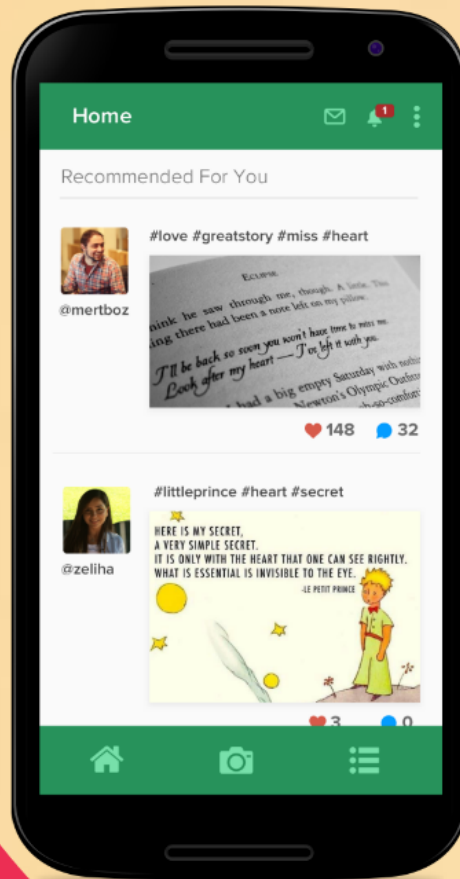 Home
1
Recommended For You
@mertboz
#love #greatstory #miss #heart
ECLIPSE
hink he saw through me, though. A little. This
ing there had been a note left on my pillow.
I'll be back so soon you won't have time to miss me.
Look after my heart — I've left it with you.
had a big empty Saturday with nothi
Newton's Olympic Outfitt
148
32
@zeliha
#littleprince #heart #secret
HERE IS MY SECRET,
A VERY SIMPLE SECRET.
IT IS ONLY WITH THE HEART THAT ONE CAN SEE RIGHTLY.
WHAT IS ESSENTIAL IS INVISIBLE TO THE EYE.
-LE PETIT PRINCE
3
0